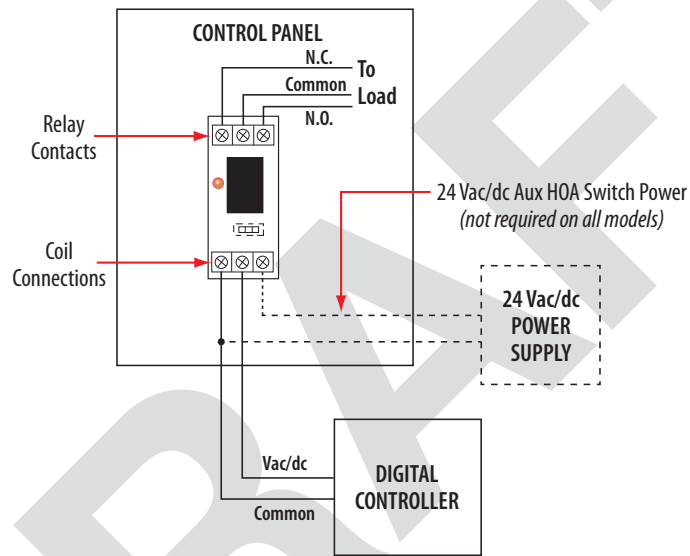 CONTROL PANEL
N.C.
To
Common
Load
N.O.
Relay
Contacts
24 Vac/dc Aux HOA Switch Power
(not required on all models)
Coil
Connections
24 Vac/dc
POWER
SUPPLY
Vac/dc
DIGITAL
CONTROLLER
Common